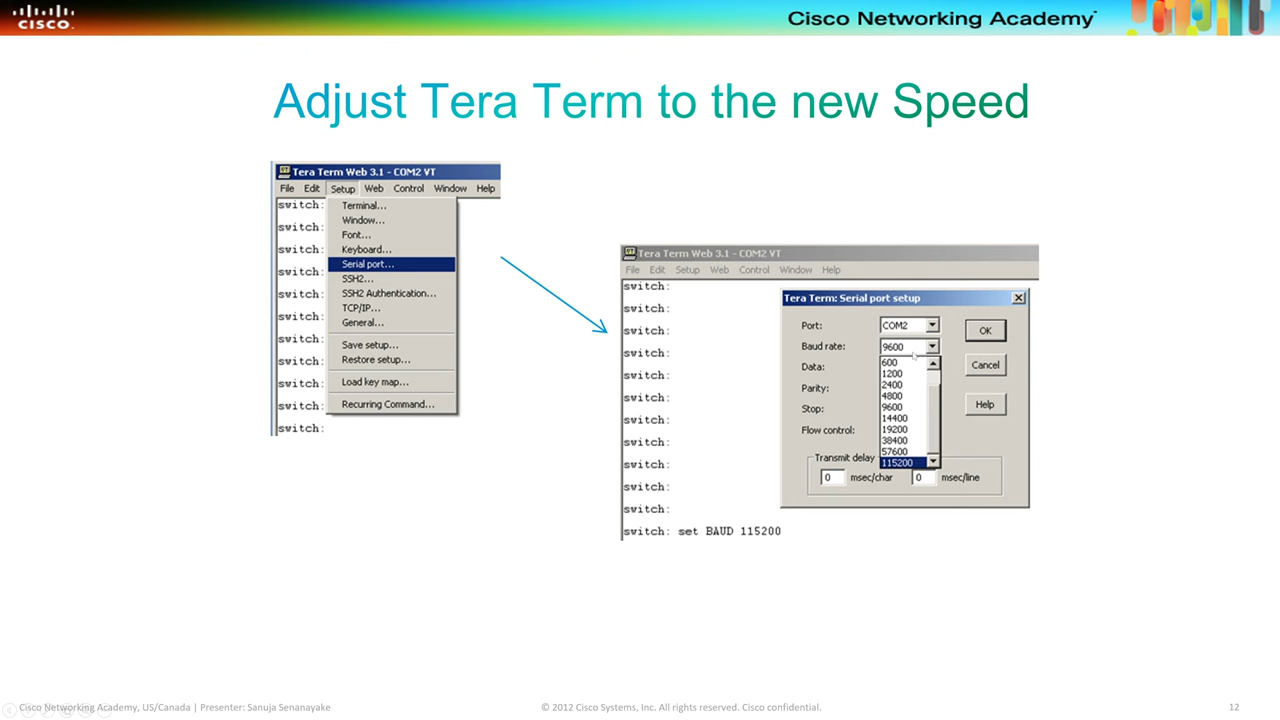 CISCO.
Cisco Networking Academy
Adjust Tera Term to the new Speed
Tera Term Web 3.1 - COM2 VT
File Edit Setup Web Control Window Help
switch:
switch:
switch:
switch:
switch:
switch:
switch:
switch:
switch:
switch:
switch:
Terminal...
Window...
Font...
Keyboard...
Serial port...
SSH2...
SSH2 Authentication...
TCP/IP...
General...
Save setup...
Restore setup...
Load key map...
Recurring Command...
Tera Term Web 3.1 - COM2 VT
File Edit Setup Web Control Window Help
switch:
switch:
switch:
switch:
switch:
switch:
switch:
switch:
switch:
switch:
switch:
switch: set BAUD 115200
Tera Term: Serial port setup
Port: COM2 OK
Baud rate: 9600
Data: Cancel
Parity:
Stop: Help
Flow control:
600
1200
2400
4800
9600
14400
19200
38400
57600
115200
Transmit delay
0 msec/char 0 msec/line
Cisco Networking Academy, US/Canada | Presenter: Sanuja Senanayake
© 2012 Cisco Systems, Inc. All rights reserved. Cisco confidential.
12